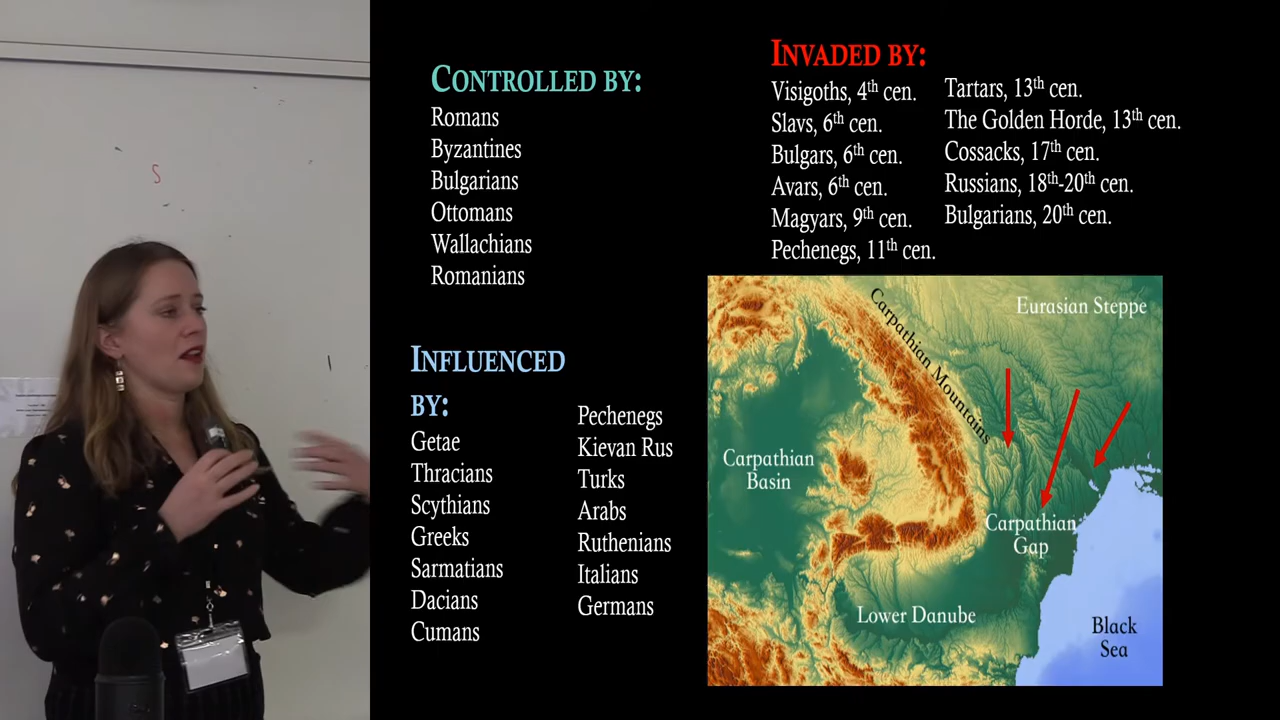 S
CONTROLLED BY:
Romans
Byzantines
Bulgarians
Ottomans
Wallachians
Romanians
INFLUENCED
BY:
Getae
Thracians
Scythians
Greeks
Sarmatians
Dacians
Cumans
Pechenegs
Kievan Rus
Turks
Arabs
Ruthenians
Italians
Germans
INVADED BY:
Visigoths, 4th cen.
Slavs, 6th cen.
Bulgars, 6th cen.
Avars, 6th cen.
Magyars, 9th cen.
Pechenegs, 11th cen.
Tartars, 13th cen.
The Golden Horde, 13th cen.
Cossacks, 17th cen.
Russians, 18th-20th cen.
Bulgarians, 20th cen.
Carpathian Mountains
Eurasian Steppe
Carpathian
Basin
Carpathian
Gap
Lower Danube
Black
Sea